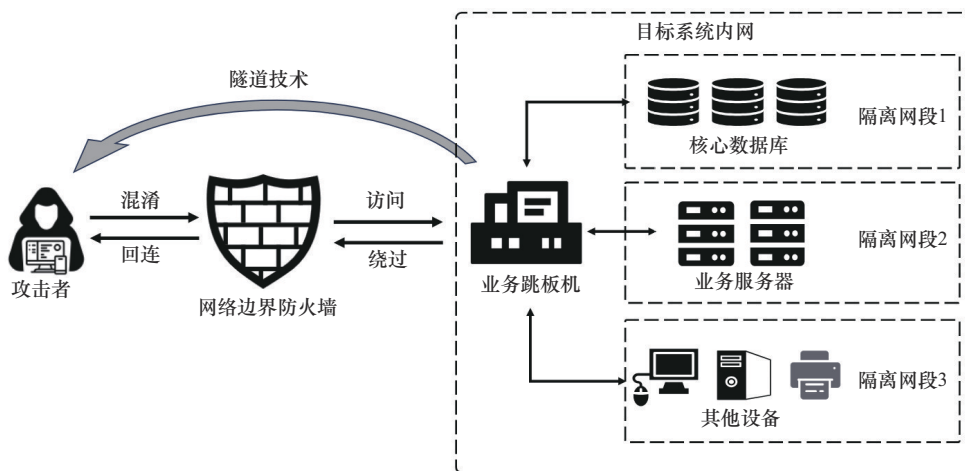 目标系统内网
隧道技术
核心数据库
隔离网段1
混淆
回连
攻击者
网络边界防火墙
访问
绕过
业务跳板机
业务服务器
隔离网段2
其他设备
隔离网段3